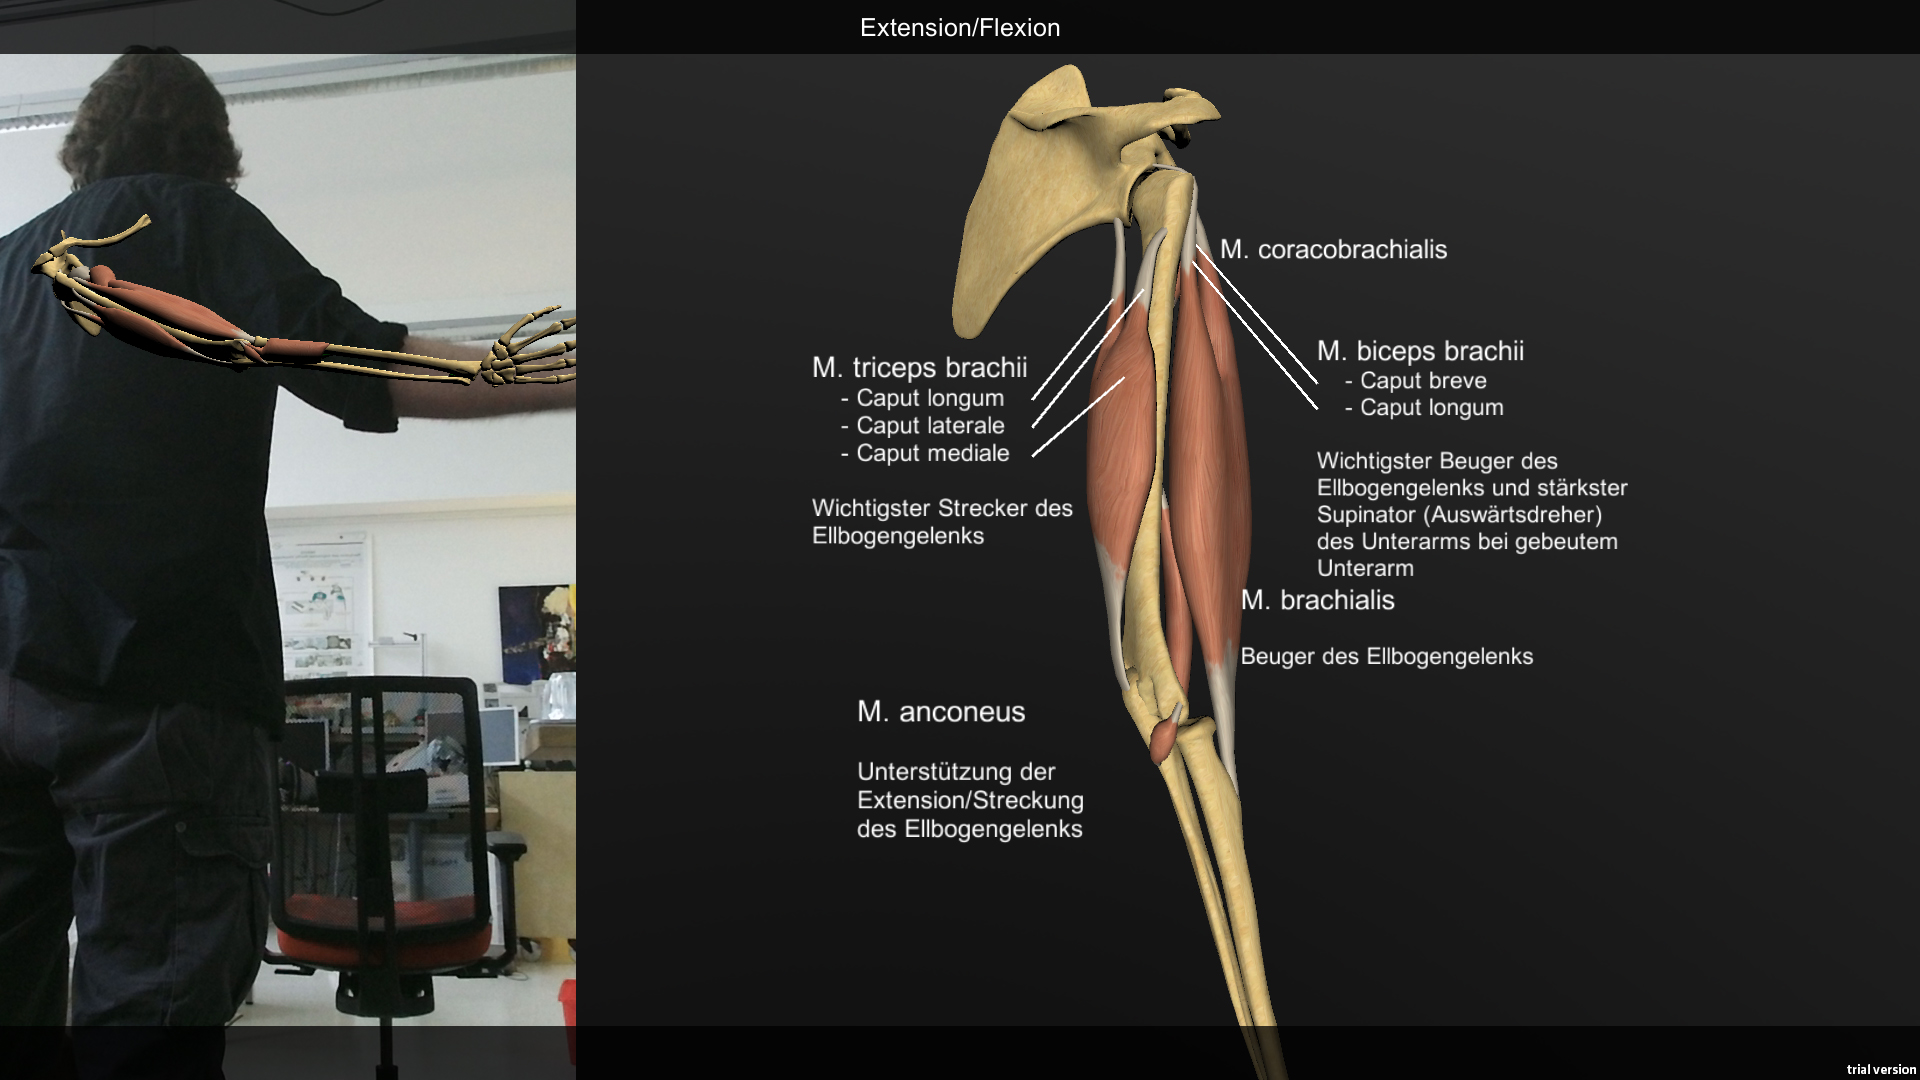 Extension/Flexion
M. coracobrachialis
M. triceps brachii
- Caput longum
- Caput laterale
- Caput mediale
Wichtigster Strecker des
Ellbogengelenks
M. biceps brachii
- Caput breve
- Caput longum
Wichtigster Beuger des
Ellbogengelenks und stärkster
Supinator (Auswärtsdreher)
des Unterarms bei gebeutem
Unterarm
M. brachialis
Beuger des Ellbogengelenks
M. anconeus
Unterstützung der
Extension/Streckung
des Ellbogengelenks
trial version